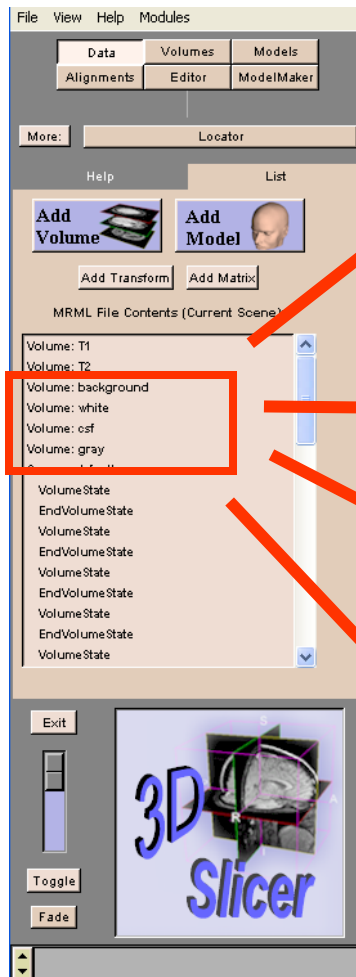 File View Help Modules
Data Volumes Models
Alignments Editor ModelMaker
More: Locator
Help List
Add Volume
Add Model
Add Transform Add Matrix
MRML File Contents (Current Scene)
Volume: T1
Volume: T2
Volume: background
Volume: white
Volume: csf
Volume: gray
VolumeState
EndVolumeState
VolumeState
EndVolumeState
VolumeState
EndVolumeState
VolumeState
EndVolumeState
VolumeState
Exit
S
A
R
I
3D
Slicer
Toggle
Fade